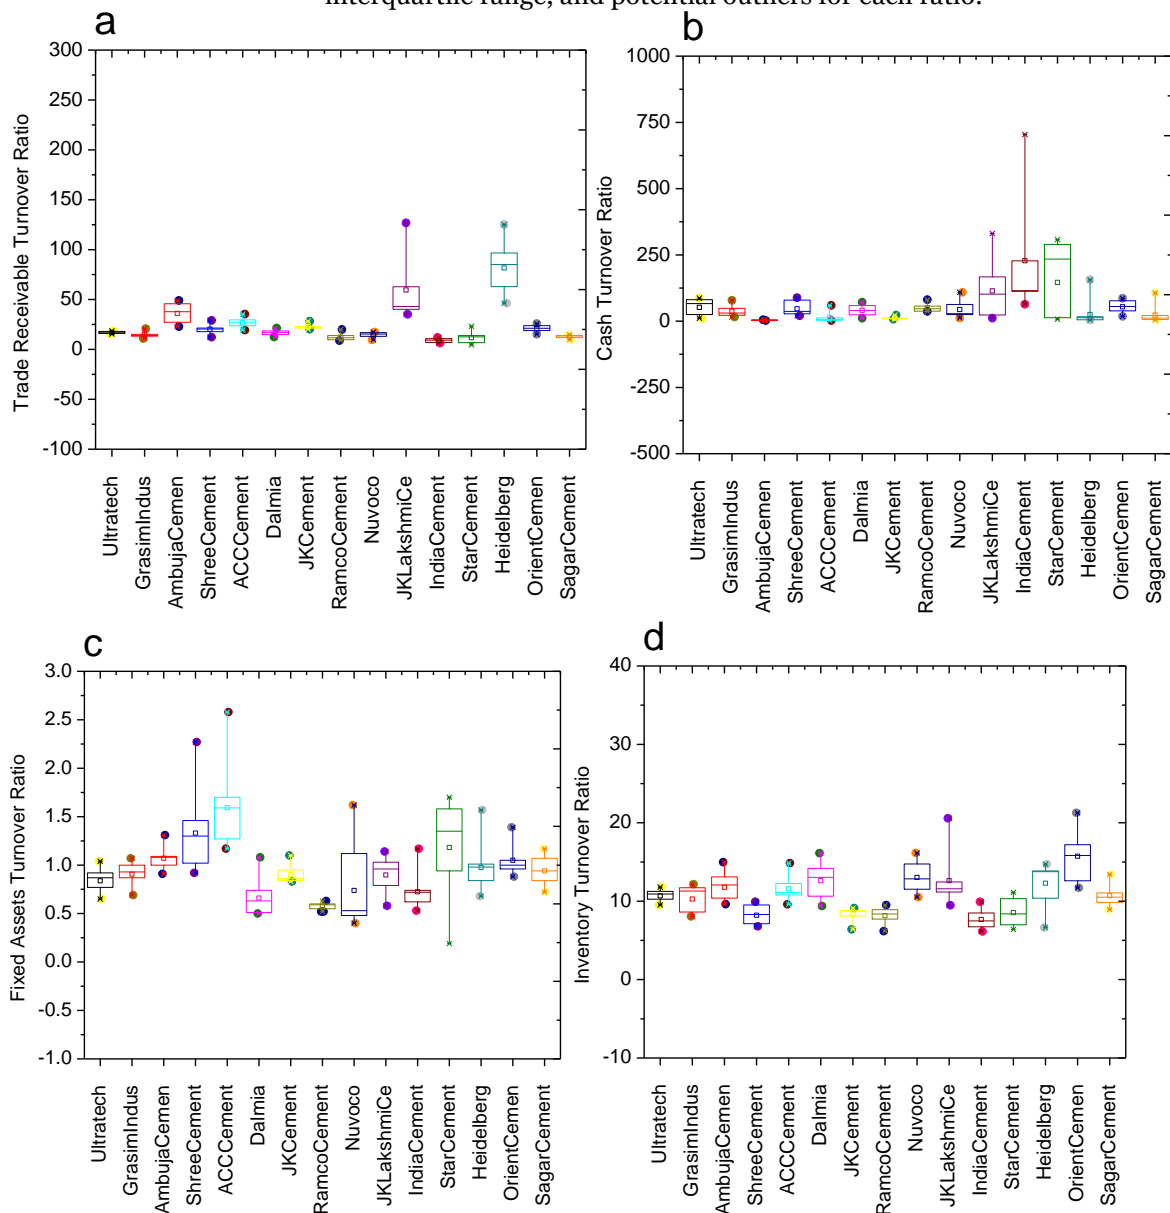 interquartile range, and potential outliers for each ratio.
a
300
250
200
150
100
50
0
-50
-100
Trade Receivable Turnover Ratio
Ultratech
GrasimIndus
AmbujaCemen
ShreeCement
ACCCement
Dalmia
JKCement
RamcoCement
Nuvoco
JKLakshmiCe
IndiaCement
StarCement
Heidelberg
OrientCemen
SagarCement
b
1000
750
500
250
0
-250
-500
Cash Turnover Ratio
Ultratech
GrasimIndus
AmbujaCemen
ShreeCement
ACCCement
Dalmia
JKCement
RamcoCement
Nuvoco
JKLakshmiCe
IndiaCement
StarCement
Heidelberg
OrientCemen
SagarCement
c
3.0
2.5
2.0
1.5
1.0
0.5
0.0
-0.5
-1.0
Fixed Assets Turnover Ratio
Ultratech
GrasimIndus
AmbujaCemen
ShreeCement
ACCCement
Dalmia
JKCement
RamcoCement
Nuvoco
JKLakshmiCe
IndiaCement
StarCement
Heidelberg
OrientCemen
SagarCement
d
40
30
20
10
0
-10
Inventory Turnover Ratio
Ultratech
GrasimIndus
AmbujaCemen
ShreeCement
ACCCement
Dalmia
JKCement
RamcoCement
Nuvoco
JKLakshmiCe
IndiaCement
StarCement
Heidelberg
OrientCemen
SagarCement